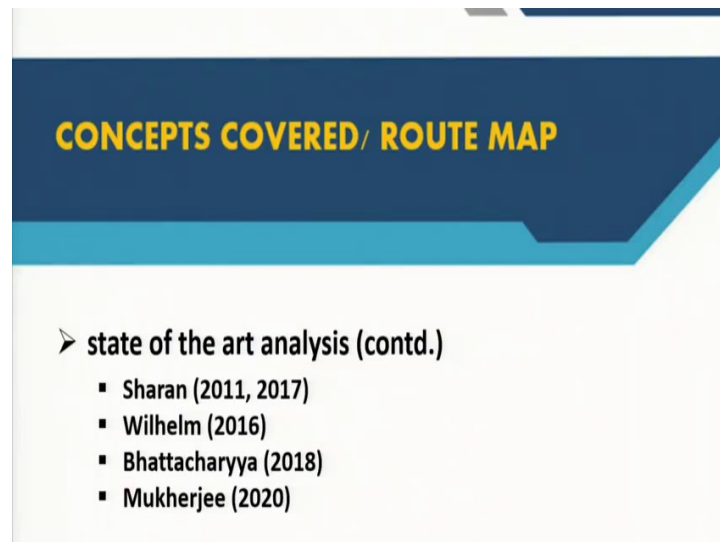 CONCEPTS COVERED/ ROUTE MAP
➢ state of the art analysis (contd.)
▪ Sharan (2011, 2017)
▪ Wilhelm (2016)
▪ Bhattacharyya (2018)
▪ Mukherjee (2020)